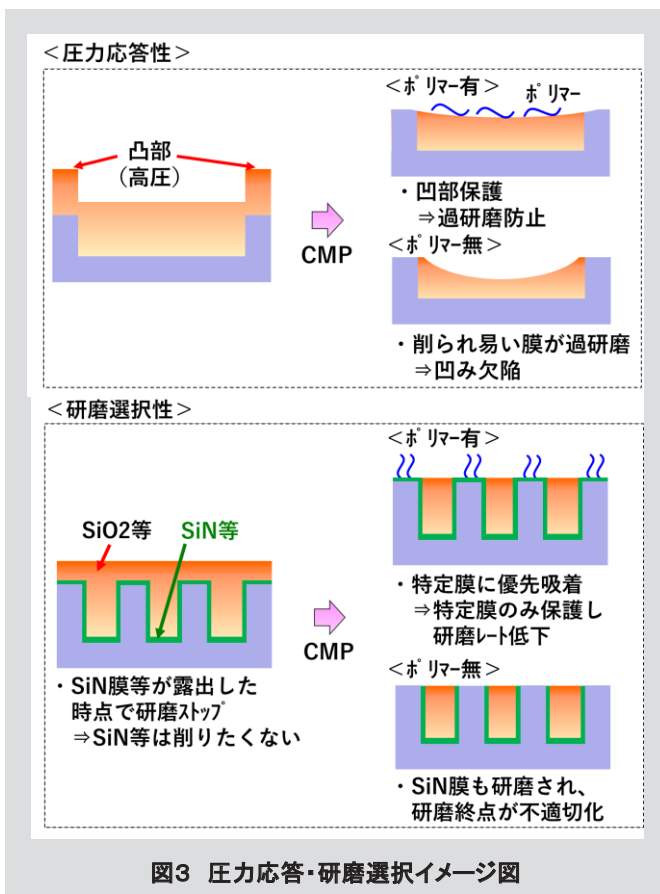 ＜圧力応答性＞
凸部
（高圧）
CMP
＜ﾎﾟﾘﾏｰ有＞
ﾎﾟﾘﾏｰ
・凹部保護
⇒過研磨防止
＜ﾎﾟﾘﾏｰ無＞
・削られ易い膜が過研磨
⇒凹み欠陥
＜研磨選択性＞
SiO2等
SiN等
・SiN膜等が露出した
時点で研磨ｽﾄｯﾌﾟ
⇒SiN等は削りたくない
CMP
＜ﾎﾟﾘﾏｰ有＞
・特定膜に優先吸着
⇒特定膜のみ保護し
研磨ﾚｰﾄ低下
＜ﾎﾟﾘﾏｰ無＞
・SiN膜も研磨され、
研磨終点が不適切化
図3 圧力応答・研磨選択イメージ図